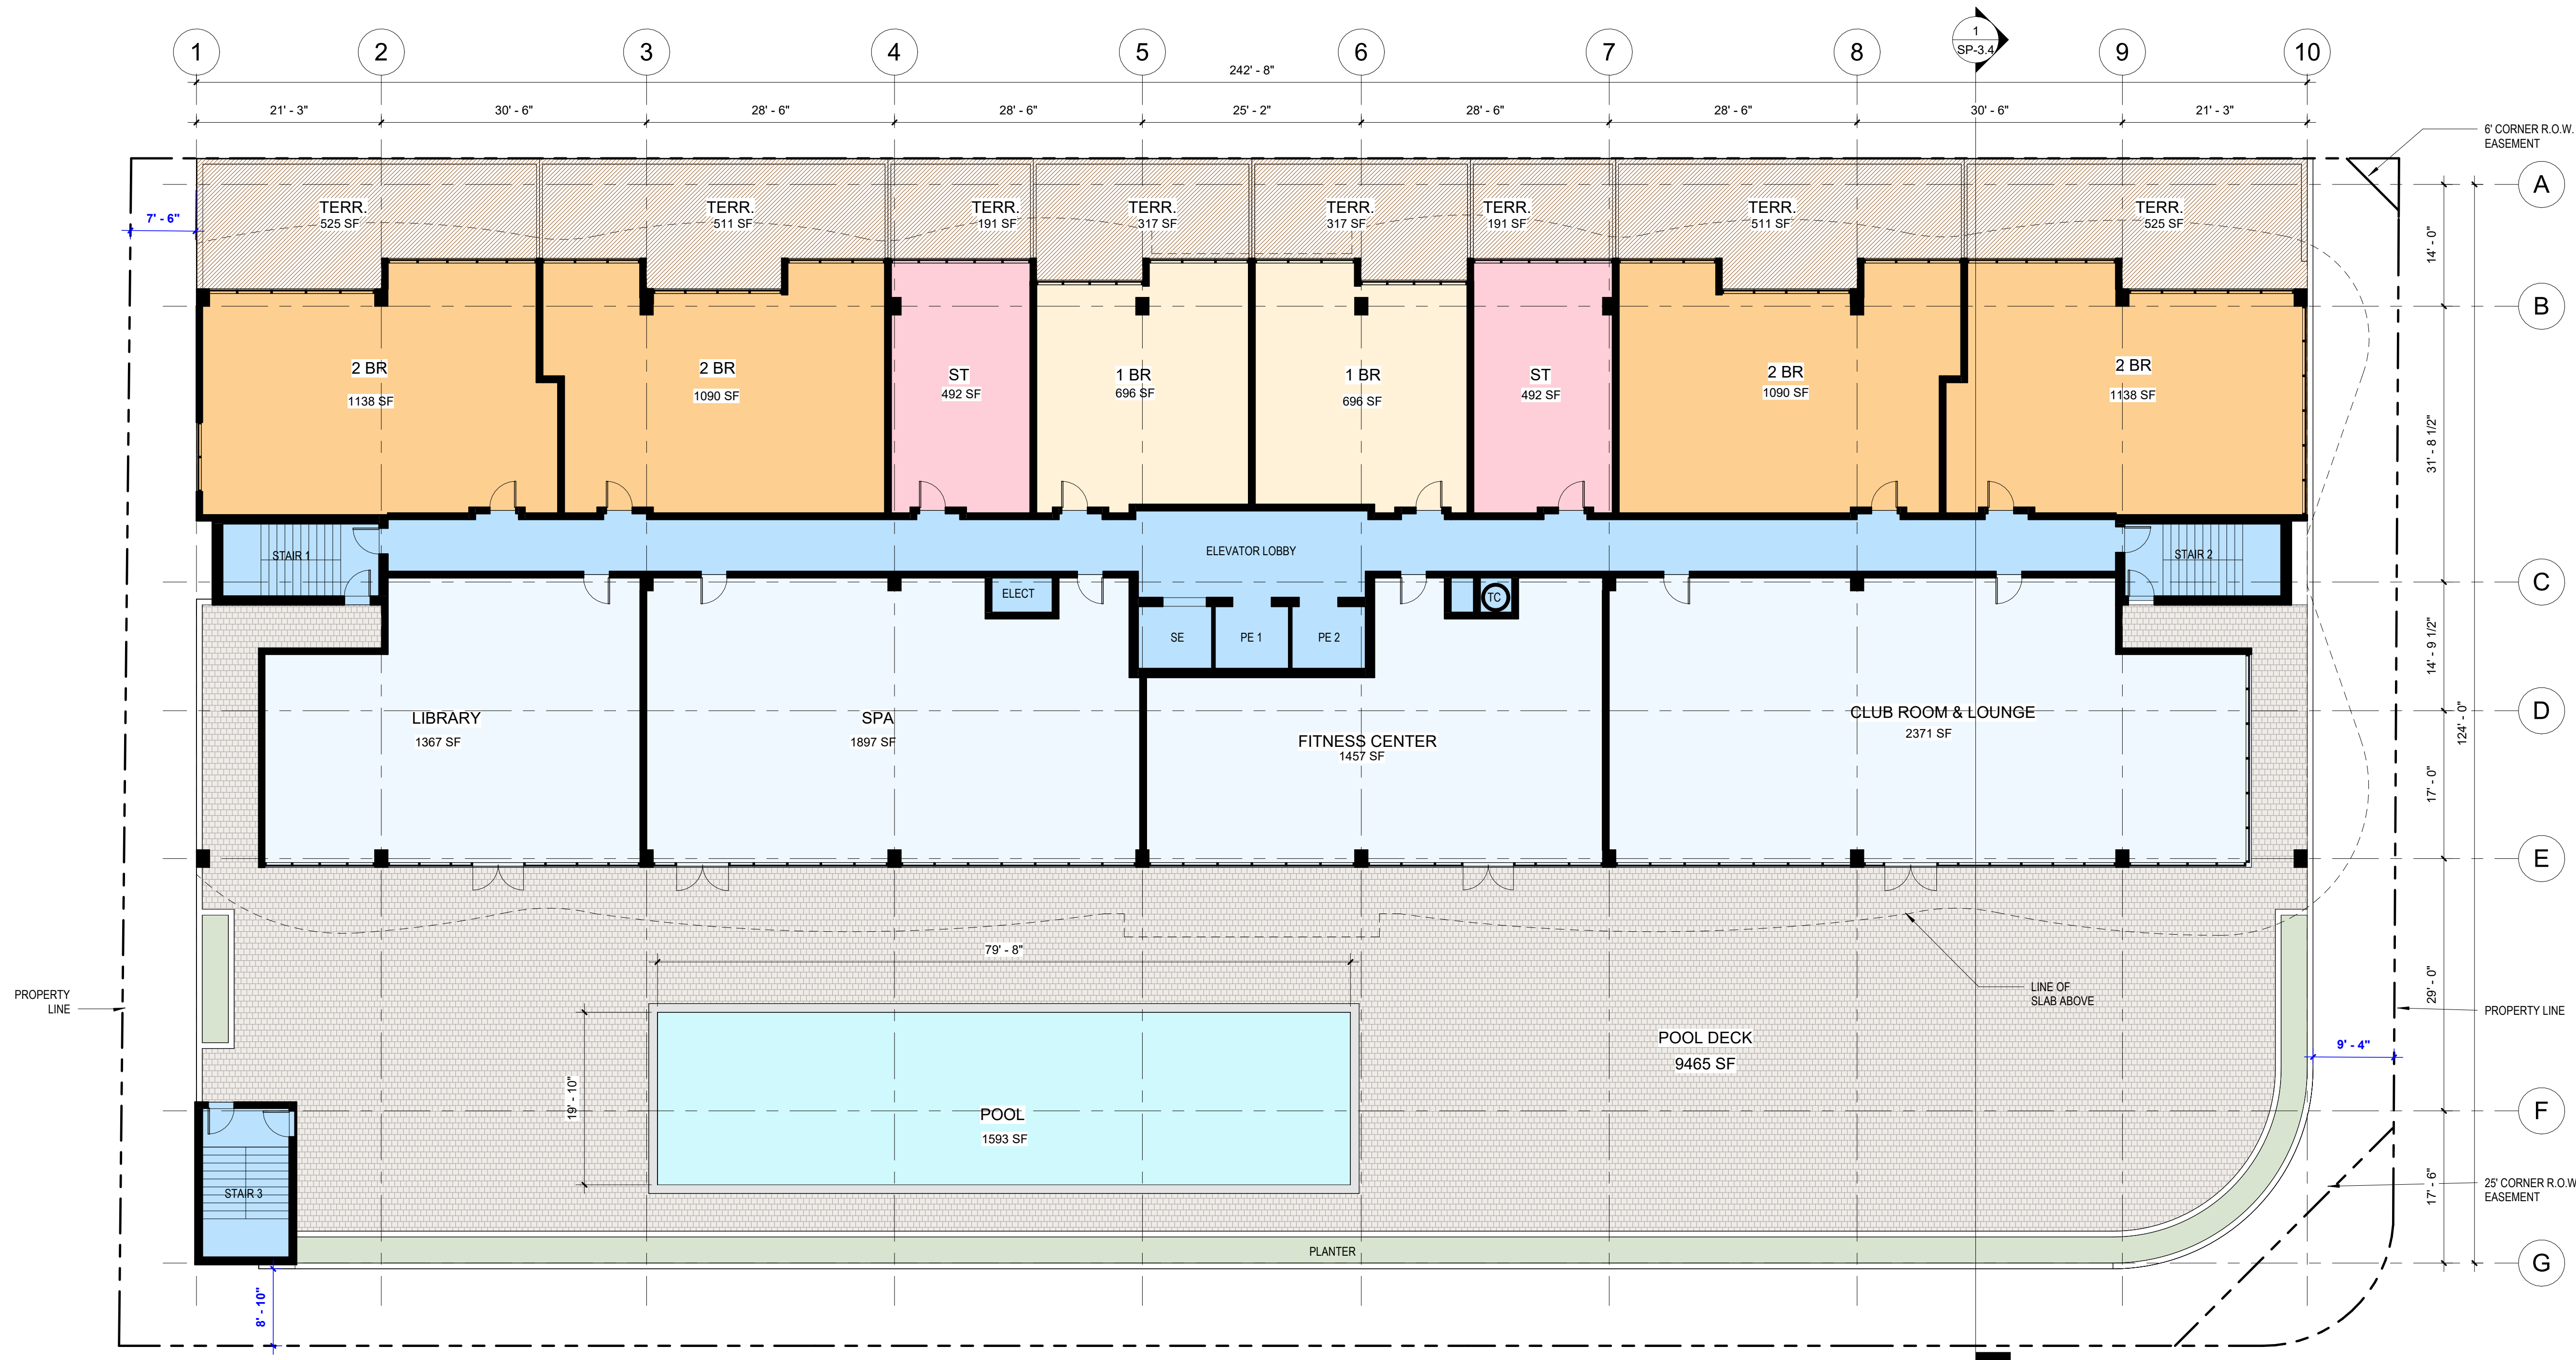 1 2 3 4 5 6 7 8 9 10
1
SP-3.4
242' - 8"
21' - 3" 30' - 6" 28' - 6" 28' - 6" 25' - 2" 28' - 6" 28' - 6" 30' - 6" 21' - 3"
6' CORNER R.O.W.
EASEMENT
A
7' - 6"
TERR. TERR. TERR. TERR. TERR. TERR. TERR. TERR.
525 SF 511 SF 191 SF 317 SF 317 SF 191 SF 511 SF 525 SF
14' - 0"
B
2 BR 2 BR ST 1 BR 1 BR ST 2 BR 2 BR
1138 SF 1090 SF 492 SF 696 SF 696 SF 492 SF 1090 SF 1138 SF
31' - 8 1/2"
STAIR 1 ELEVATOR LOBBY STAIR 2
C
ELECT TC
SE PE 1 PE 2
14' - 9 1/2"
LIBRARY SPA FITNESS CENTER CLUB ROOM & LOUNGE
1367 SF 1897 SF 1457 SF 2371 SF
D
124' - 0"
17' - 0"
E
79' - 8"
PROPERTY
LINE
LINE OF
SLAB ABOVE
29' - 0"
PROPERTY LINE
POOL DECK
9465 SF
9' - 4"
19' - 10"
POOL
1593 SF
F
STAIR 3
17' - 6"
25' CORNER R.O.W
EASEMENT
PLANTER
G
8' - 10"